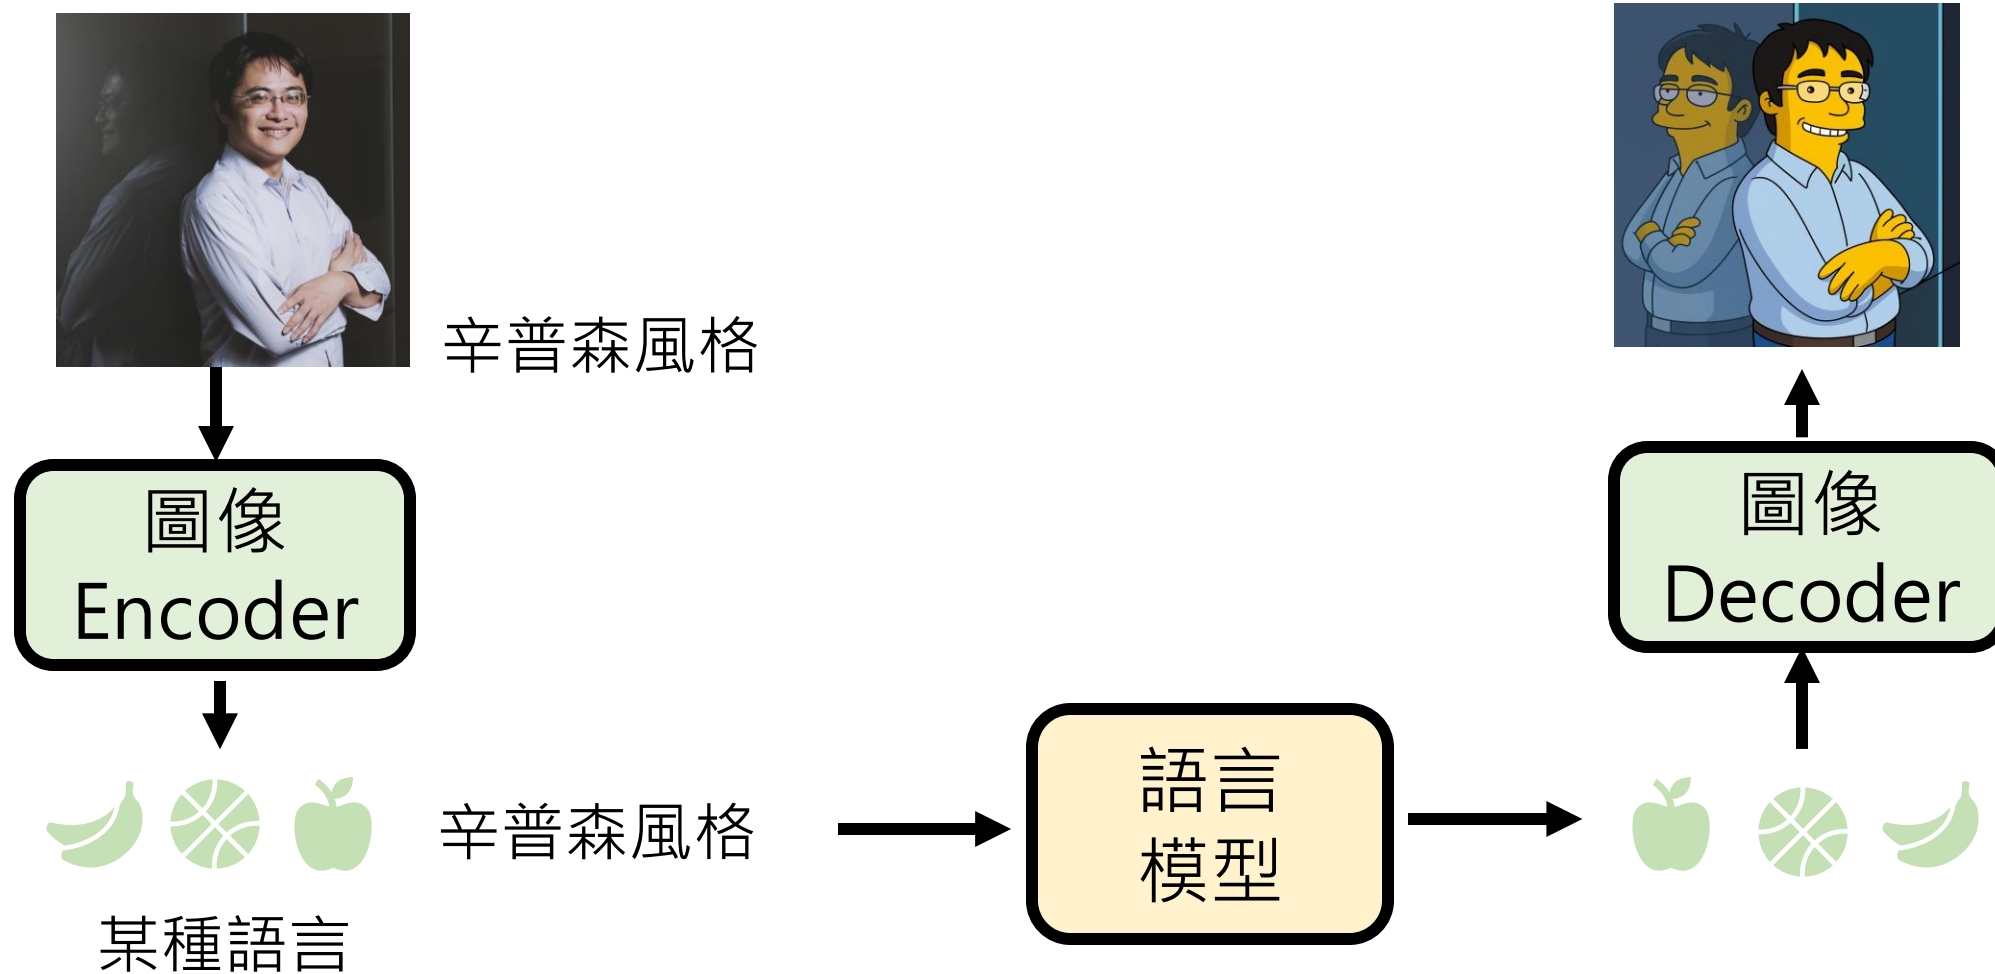 辛普森風格
圖像
Encoder
圖像
Decoder
辛普森風格
語言
模型
某種語言